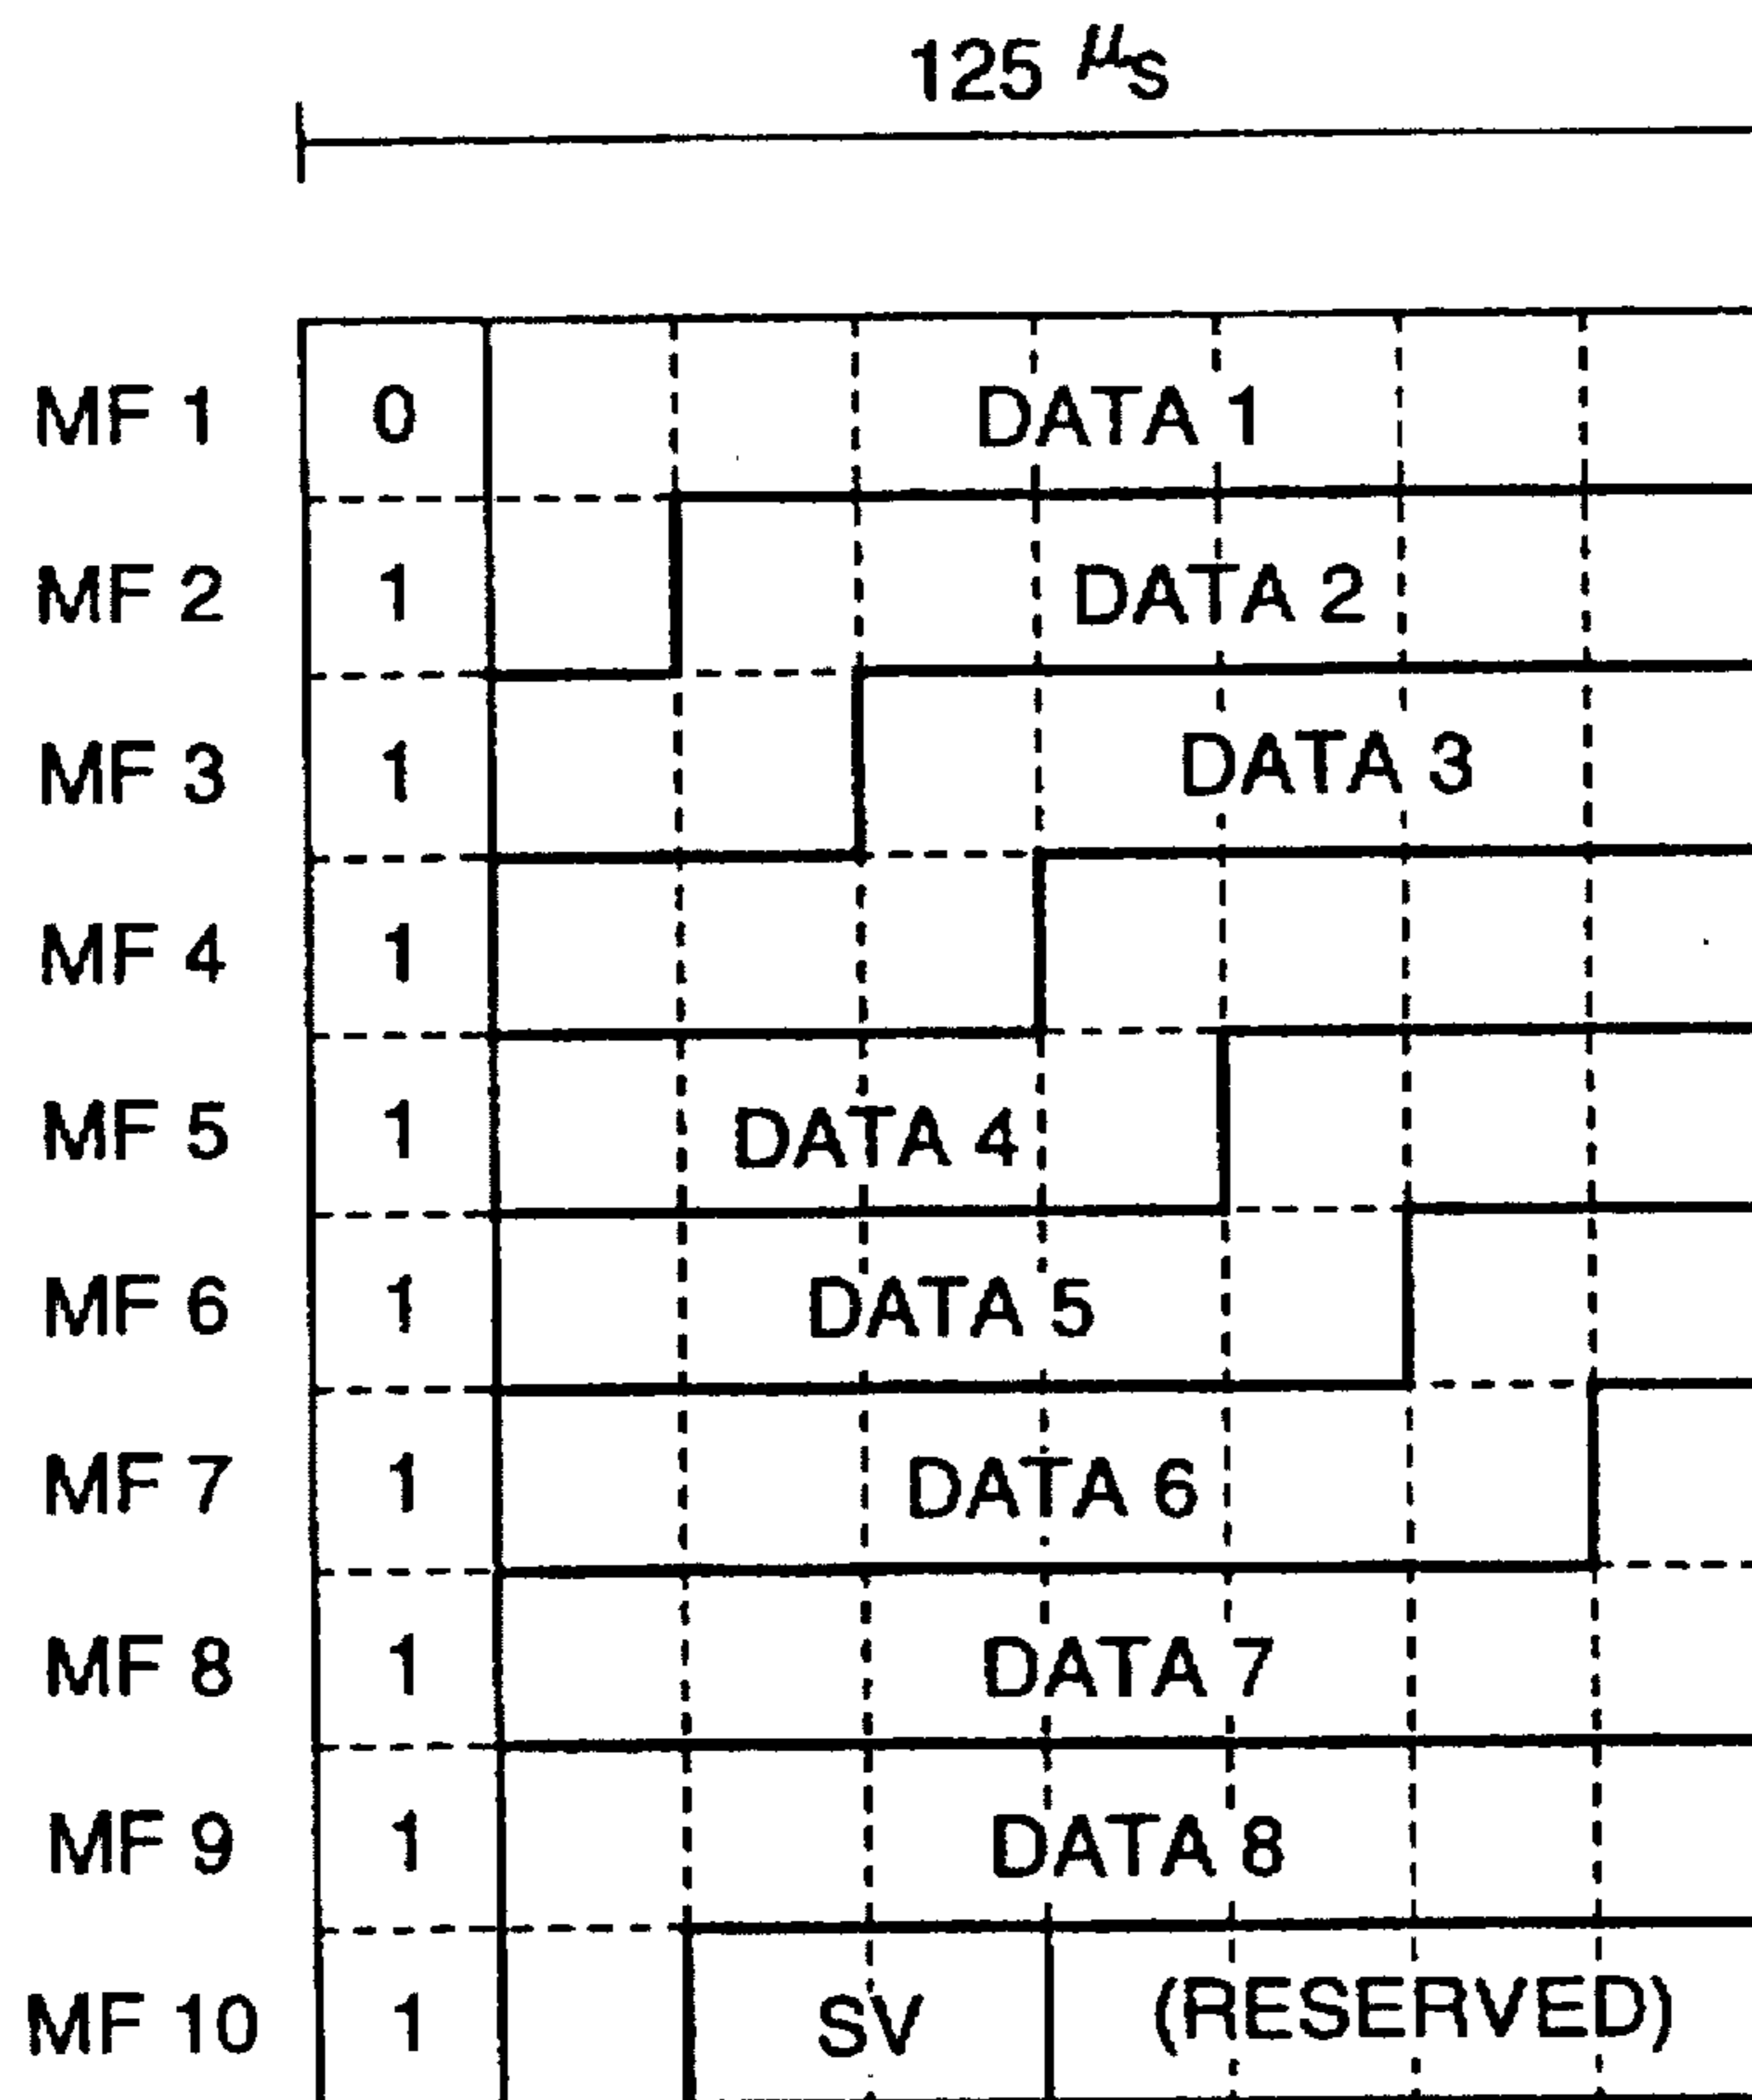 125 μs
MF 1 0 DATA 1
MF 2 1 DATA 2
MF 3 1 DATA 3
MF 4 1
MF 5 1 DATA 4
MF 6 1 DATA 5
MF 7 1 DATA 6
MF 8 1 DATA 7
MF 9 1 DATA 8
MF 10 1 SV (RESERVED)